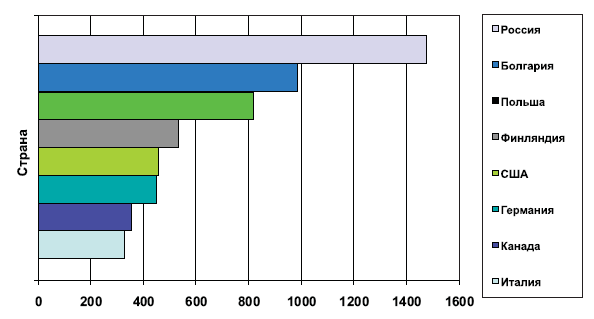 Страна
0 200 400 600 800 1000 1200 1400 1600
Россия
Болгария
Польша
Финляндия
США
Германия
Канада
Италия